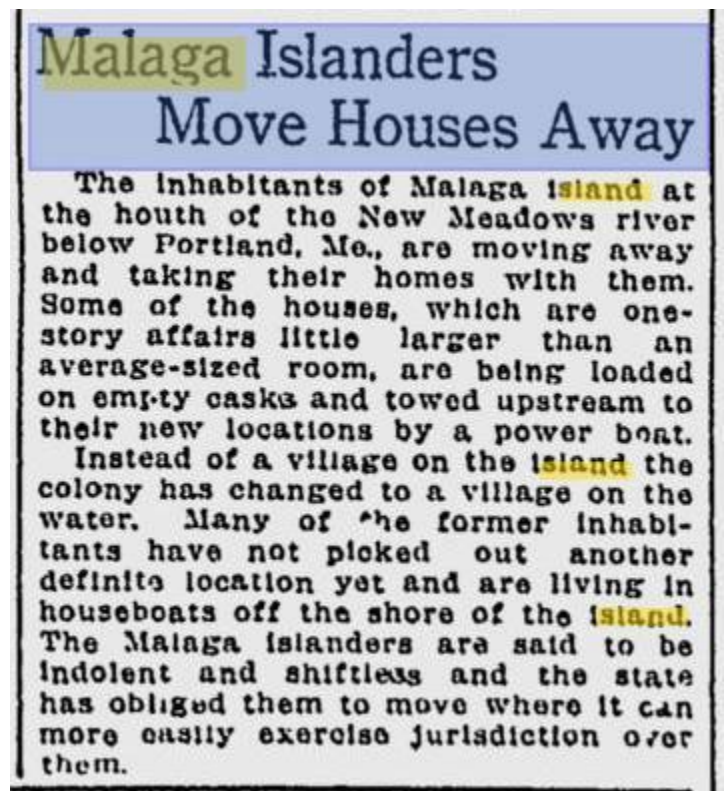 Malaga Islanders
Move Houses Away
The inhabitants of Malaga Island at
the houth of the New Meadows river
below Portland, Me., are moving away
and taking their homes with them.
Some of the houses, which are one-
story affairs little larger than an
average-sized room, are being loaded
on empty casks and towed upstream to
their new locations by a power boat.
Instead of a village on the island the
colony has changed to a village on the
water. Many of the former inhabi-
tants have not picked out another
definite location yet and are living in
houseboats off the shore of the island.
The Malaga islanders are said to be
indolent and shiftless and the state
has obliged them to move where it can
more easily exercise jurisdiction over
them.